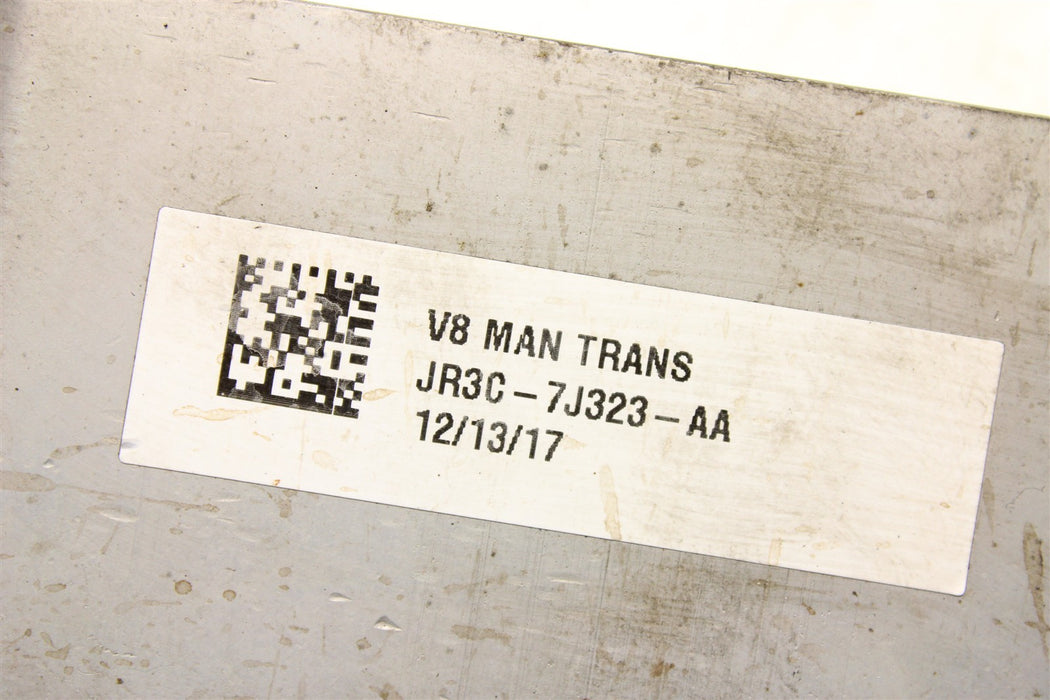 V8 MAN TRANS
JR3C-7J323-AA
12/13/17